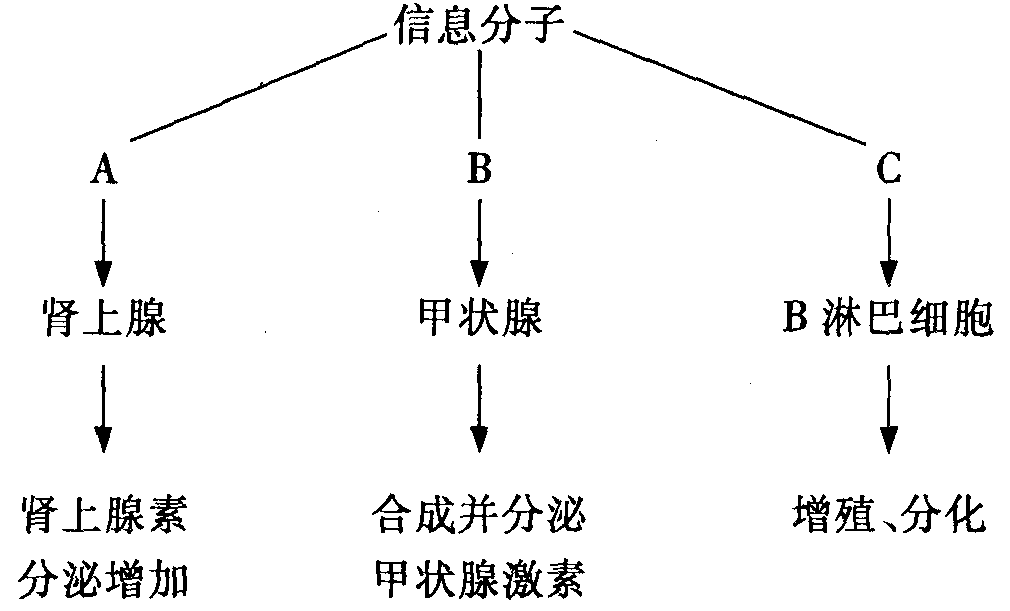 信息分子
A
B
C
肾上腺
甲状腺
B 淋巴细胞
肾上腺素
分泌增加
合成并分泌
甲状腺激素
增殖、分化